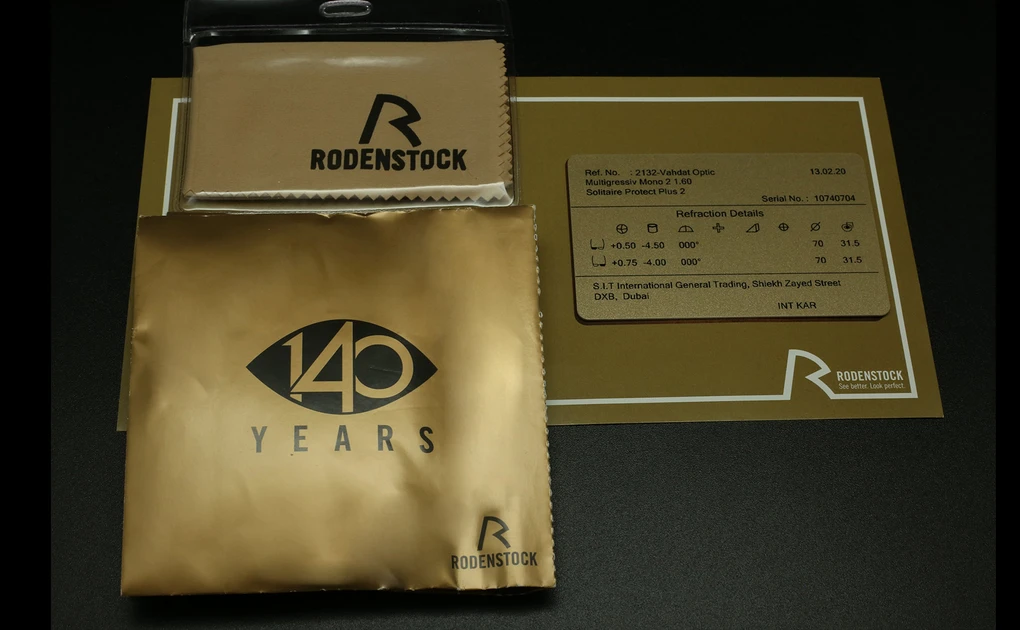 R
RODENSTOCK
140
YEARS
R
RODENSTOCK
Ref. No. : 2132-Vahdat Optic 13.02.20
Multigressiv Mono 2 1.60
Solitaire Protect Plus 2
Serial No. : 10740704
Refraction Details
+0.50 -4.50 000° 70 31.5
+0.75 -4.00 000° 70 31.5
S.I.T International General Trading, Shiekh Zayed Street
DXB, Dubai
INT KAR
R
RODENSTOCK
See better. Look perfect.